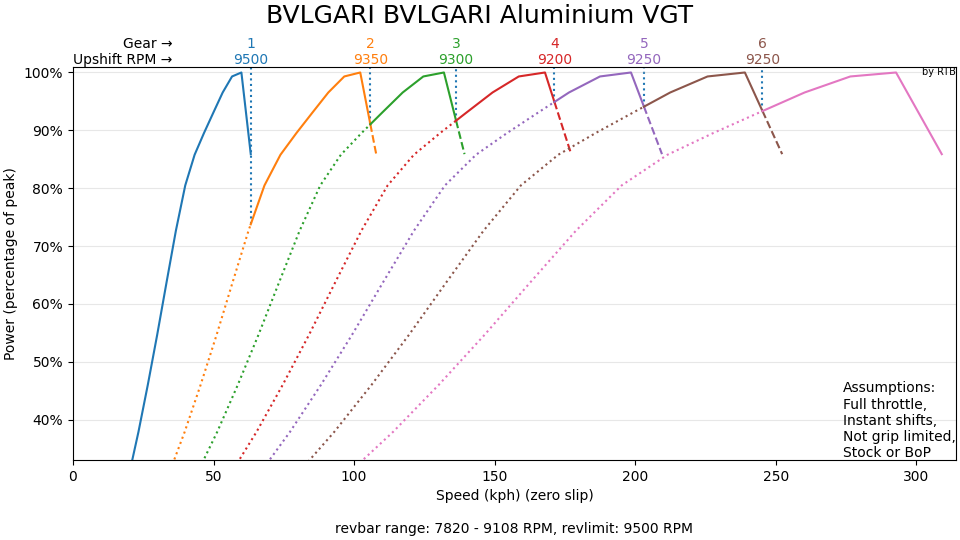 BVLGARI BVLGARI Aluminium VGT
Gear → 1 2 3 4 5 6
Upshift RPM → 9500 9350 9300 9200 9250 9250
by RTB
100%
90%
80%
70%
60%
50%
40%
Power (percentage of peak)
Assumptions:
Full throttle,
Instant shifts,
Not grip limited,
Stock or BoP
0 50 100 150 200 250 300
Speed (kph) (zero slip)
revbar range: 7820 - 9108 RPM, revlimit: 9500 RPM